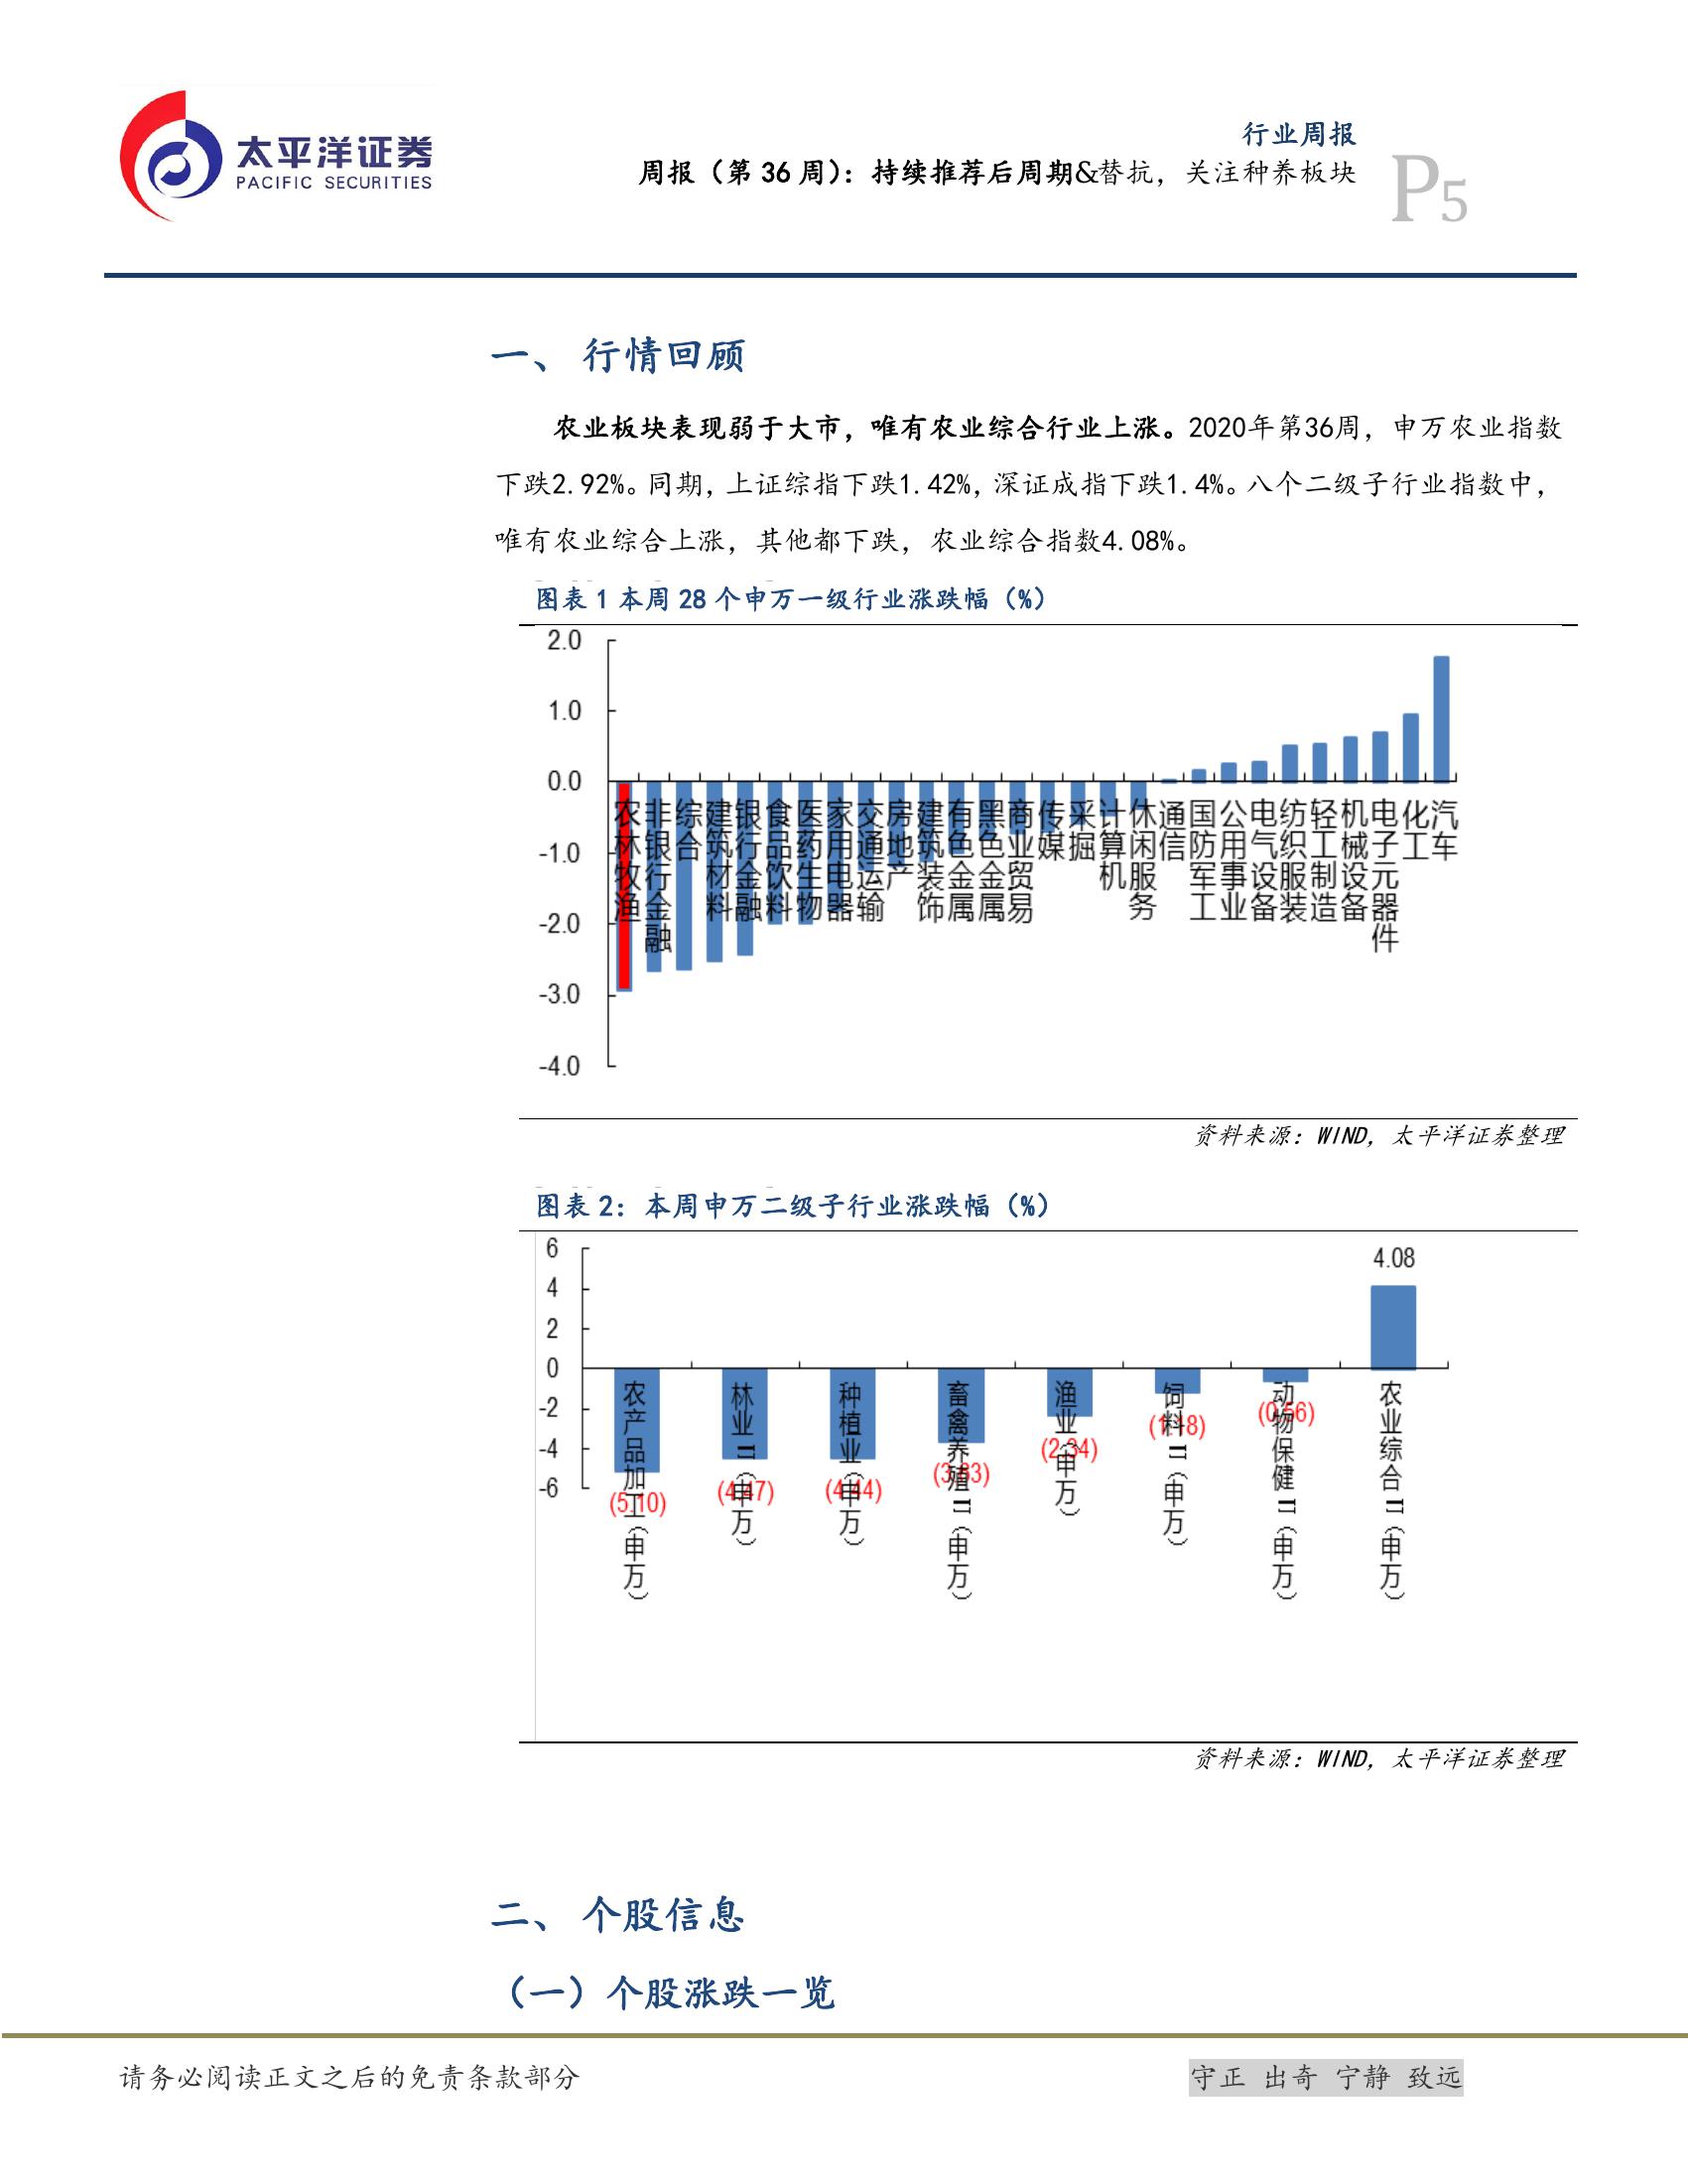 太平洋证券
PACIFIC SECURITIES
行业周报
周报（第 36 周）：持续推荐后周期&替抗，关注种养板块
P5
一、 行情回顾
农业板块表现弱于大市，唯有农业综合行业上涨。2020年第36周，申万农业指数
下跌2.92%。同期，上证综指下跌1.42%，深证成指下跌1.4%。八个二级子行业指数中，
唯有农业综合上涨，其他都下跌，农业综合指数4.08%。
图表 1 本周 28 个申万一级行业涨跌幅（%）
2.0
1.0
0.0
-1.0
-2.0
-3.0
-4.0
农林牧渔
非银行金融
综合
建筑材料
银行金融
食品饮料
医药生物
家用电器
交通运输
房地产
建筑装饰
有色金属
黑色金属
商业贸易
传媒
采掘
计算机
休闲服务
通信
国防军工
公用事业
电气设备
纺织服装
轻工制造
机械设备
电子元器件
化工
汽车
资料来源：WIND，太平洋证券整理
图表 2：本周申万二级子行业涨跌幅（%）
6
4
2
0
-2
-4
-6
农产品加工（申万）
(5.10)
林业II（申万）
(4.47)
种植业（申万）
(4.44)
畜禽养殖II（申万）
(3.63)
渔业（申万）
(2.34)
饲料II（申万）
(1.18)
动物保健II（申万）
(0.56)
农业综合II（申万）
4.08
资料来源：WIND，太平洋证券整理
二、 个股信息
（一）个股涨跌一览
请务必阅读正文之后的免责条款部分
守正 出奇 宁静 致远